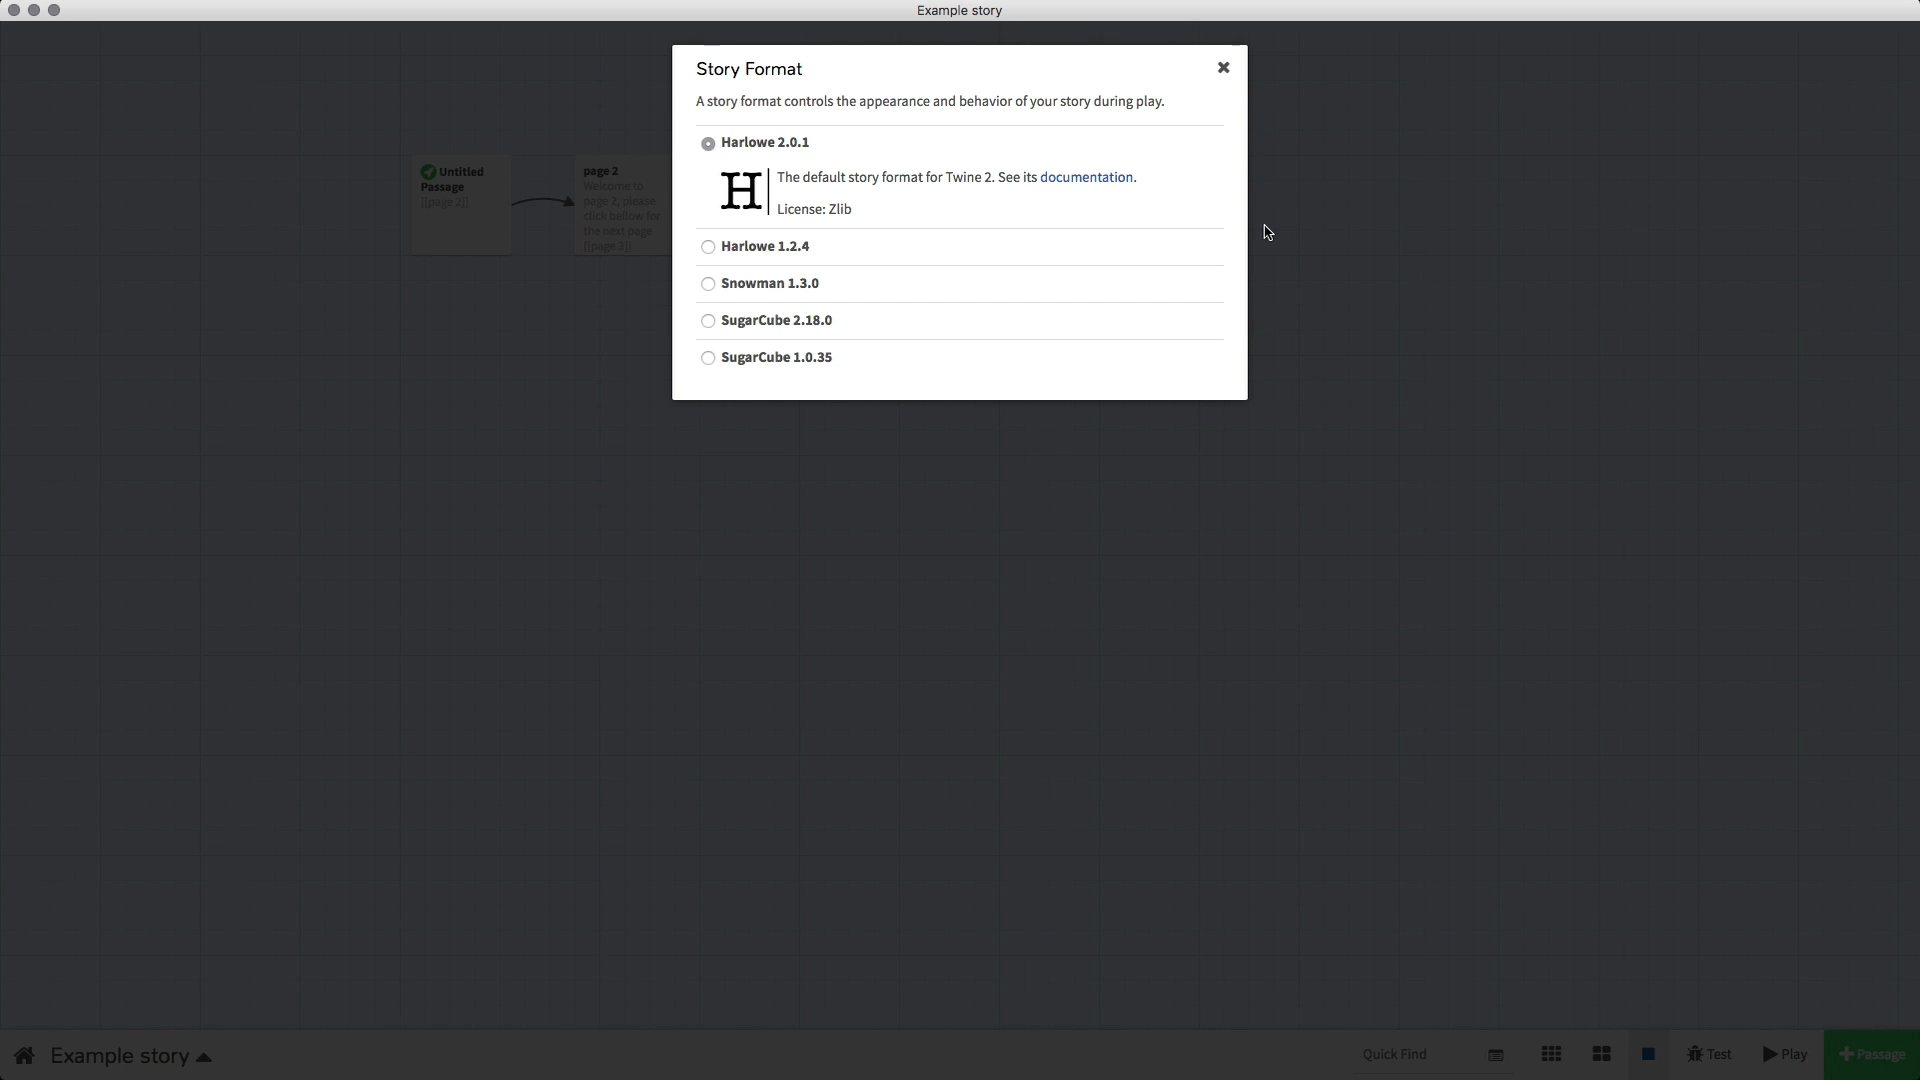 Example story
Story Format
A story format controls the appearance and behavior of your story during play.
Harlowe 2.0.1
H
The default story format for Twine 2. See its documentation.
License: Zlib
Harlowe 1.2.4
Snowman 1.3.0
SugarCube 2.18.0
SugarCube 1.0.35
Untitled
Passage
[[page 2]]
page 2
Welcome to
page 2, please
click bellow for
the next page
[[page 3]]
Example story
Quick Find
Test
Play
+Passage